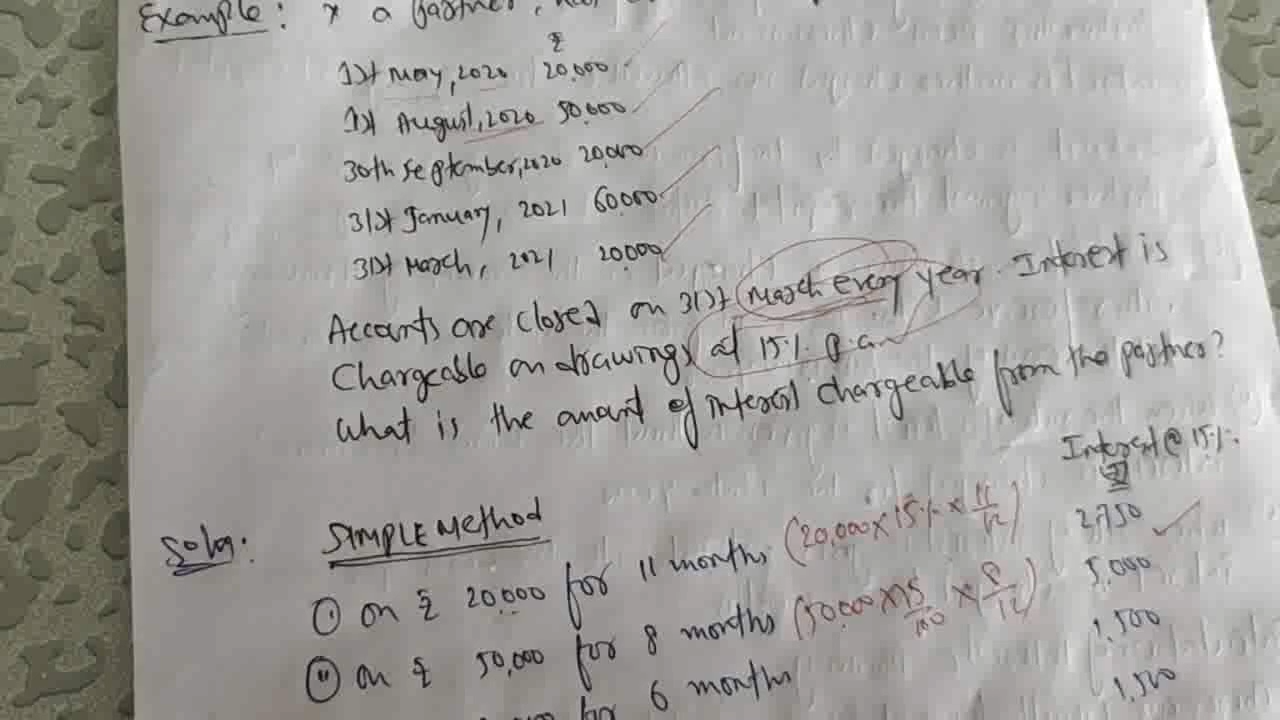 Example: x a partner,
₹
1st May, 2020 20,000
1st August, 2020 50,000
30th September, 2020 20,000
31st January, 2021 60,000
31st March, 2021 20,000
Accounts are closed on 31st March every year. Interest is
Chargeable on drawings at 15% p.a
What is the amount of interest chargeable from the partner?
Interest @ 15%.
₹
Soln: SIMPLE Method
(i) on ₹ 20,000 for 11 months (20,000 x 15% x 11/12) 2,750
(ii) on ₹ 50,000 for 8 months (50,000 x 15/100 x 8/12) 5,000
for 6 months 1,500
1,500